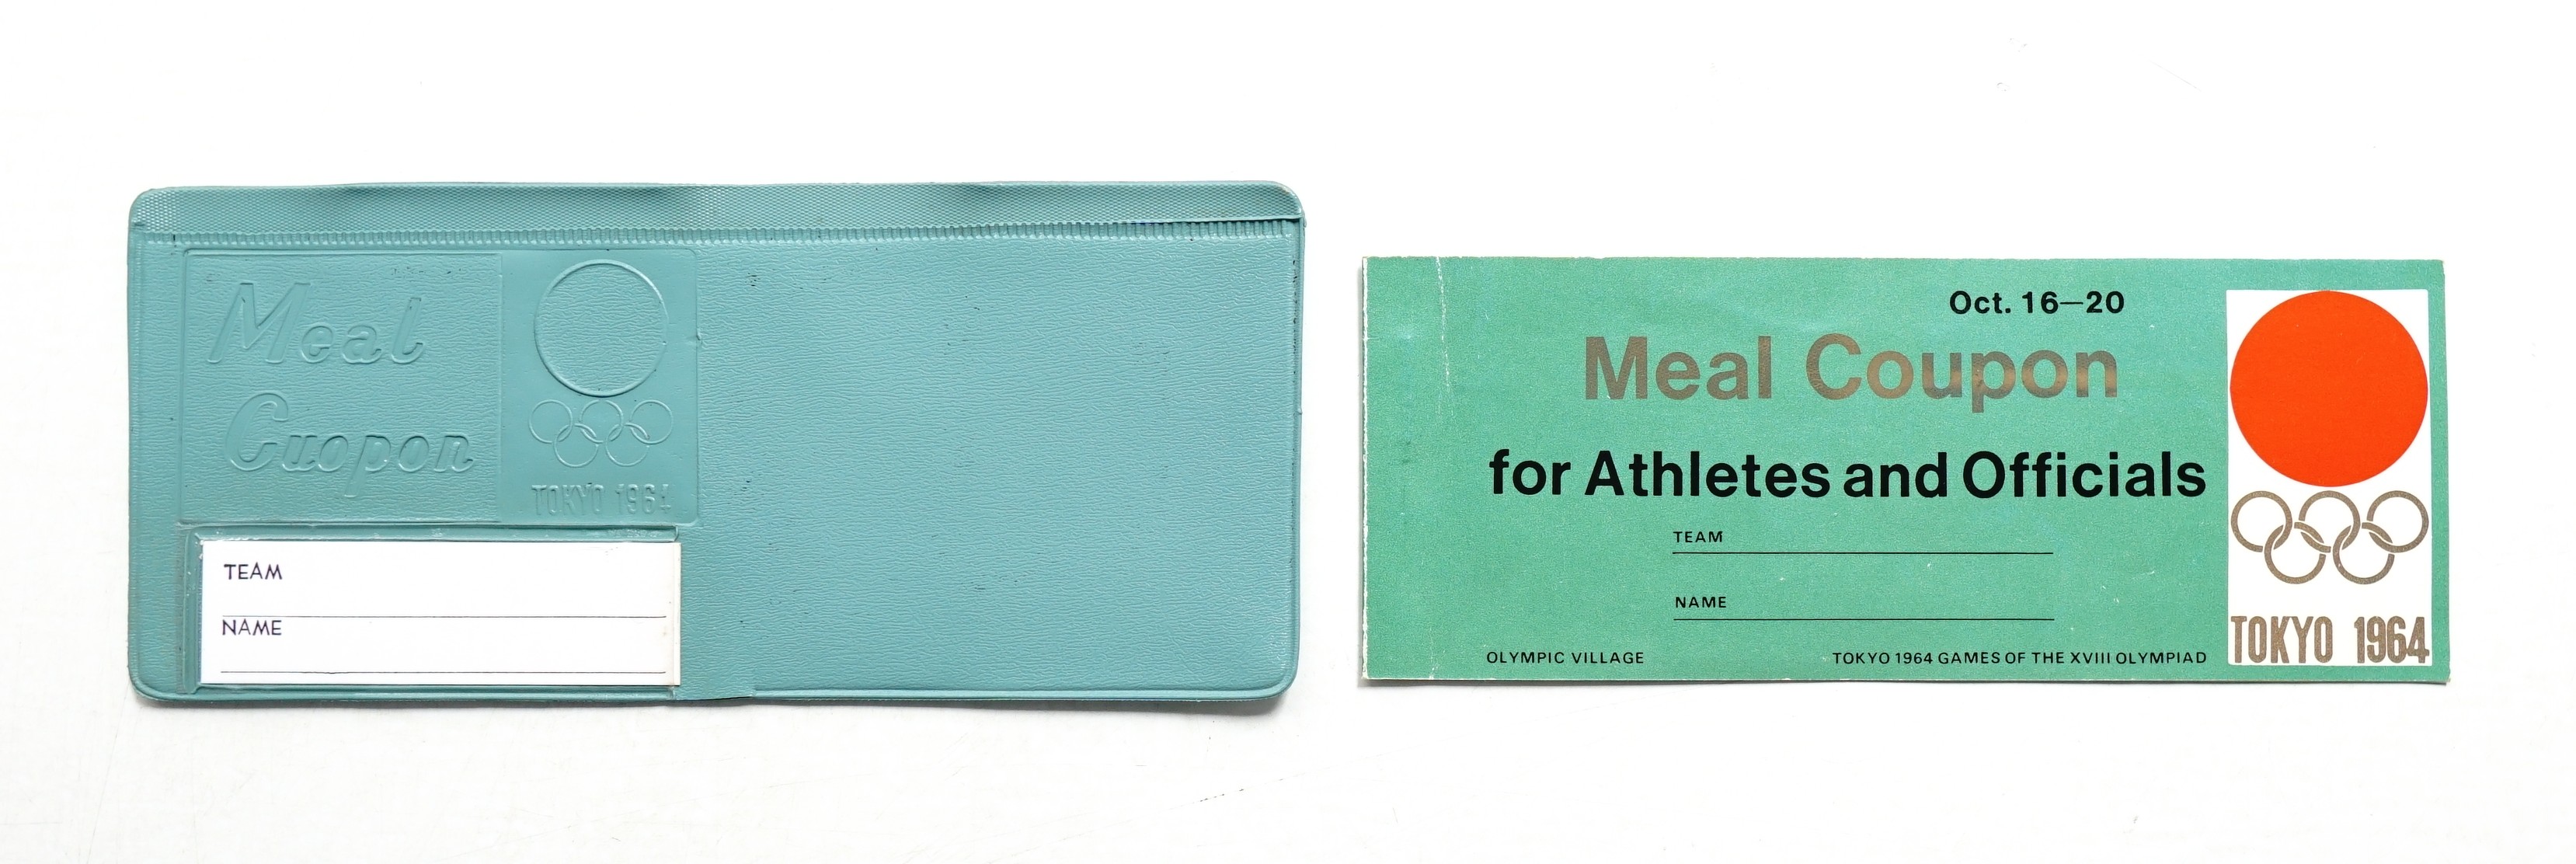 Meal
Cuopon
TOKYO 1964
TEAM
NAME
Oct. 16—20
Meal Coupon
for Athletes and Officials
TEAM
NAME
OLYMPIC VILLAGE
TOKYO 1964 GAMES OF THE XVIII OLYMPIAD
TOKYO 1964